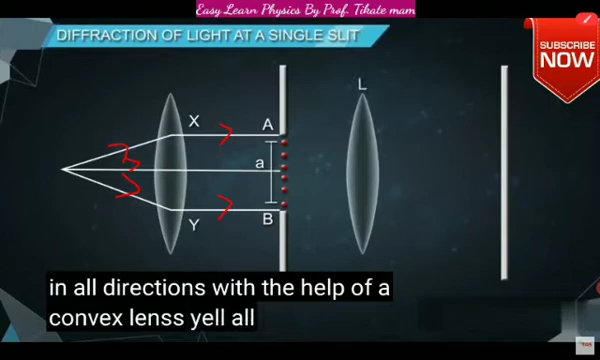 Easy Learn Physics By Prof. Tikate mam
DIFFRACTION OF LIGHT AT A SINGLE SLIT
SUBSCRIBE
NOW
L
X
A
a
Y
B
in all directions with the help of a
convex lenss yell all